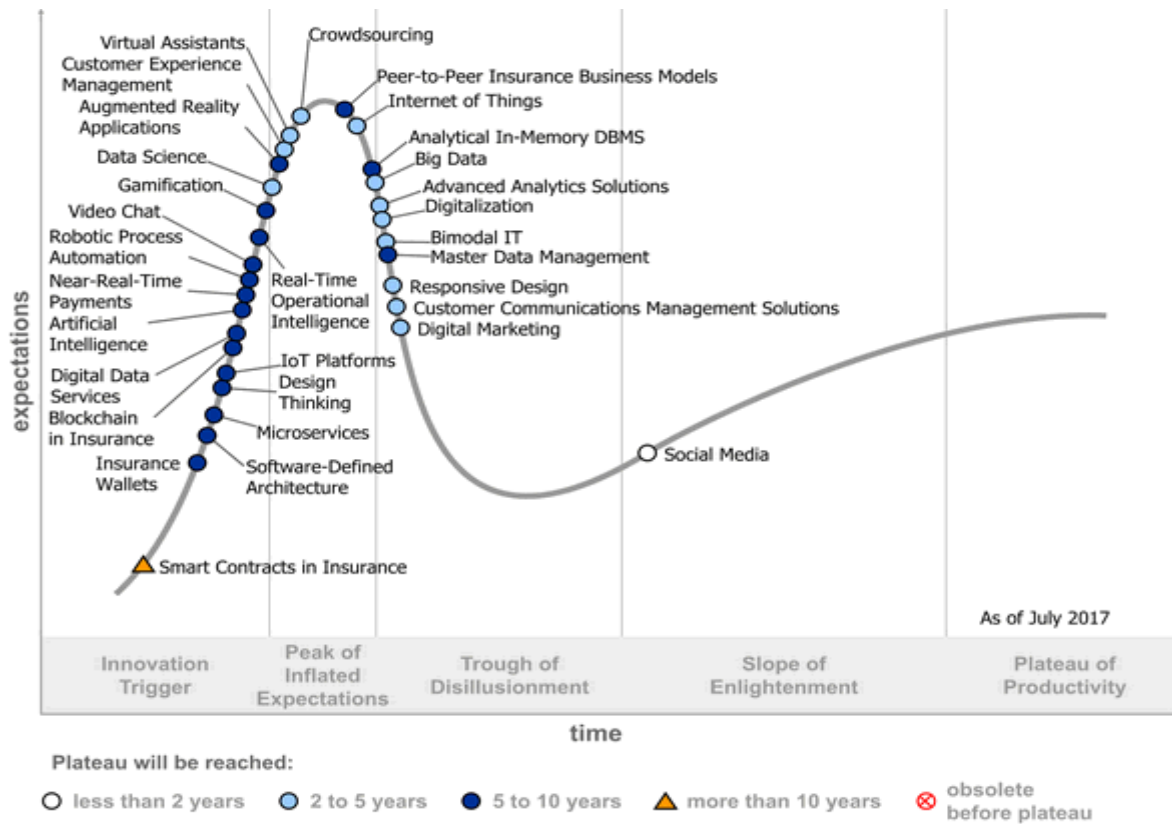 expectations
Crowdsourcing
Virtual Assistants
Customer Experience
Management
Augmented Reality
Applications
Data Science
Gamification
Video Chat
Robotic Process
Automation
Near-Real-Time
Payments
Artificial
Intelligence
Digital Data
Services
Blockchain
in Insurance
Insurance
Wallets
Real-Time
Operational
Intelligence
IoT Platforms
Design
Thinking
Microservices
Software-Defined
Architecture
Smart Contracts in Insurance
Peer-to-Peer Insurance Business Models
Internet of Things
Analytical In-Memory DBMS
Big Data
Advanced Analytics Solutions
Digitalization
Bimodal IT
Master Data Management
Responsive Design
Customer Communications Management Solutions
Digital Marketing
Social Media
As of July 2017
Innovation
Trigger
Peak of
Inflated
Expectations
Trough of
Disillusionment
Slope of
Enlightenment
Plateau of
Productivity
time
Plateau will be reached:
less than 2 years
2 to 5 years
5 to 10 years
more than 10 years
obsolete
before plateau